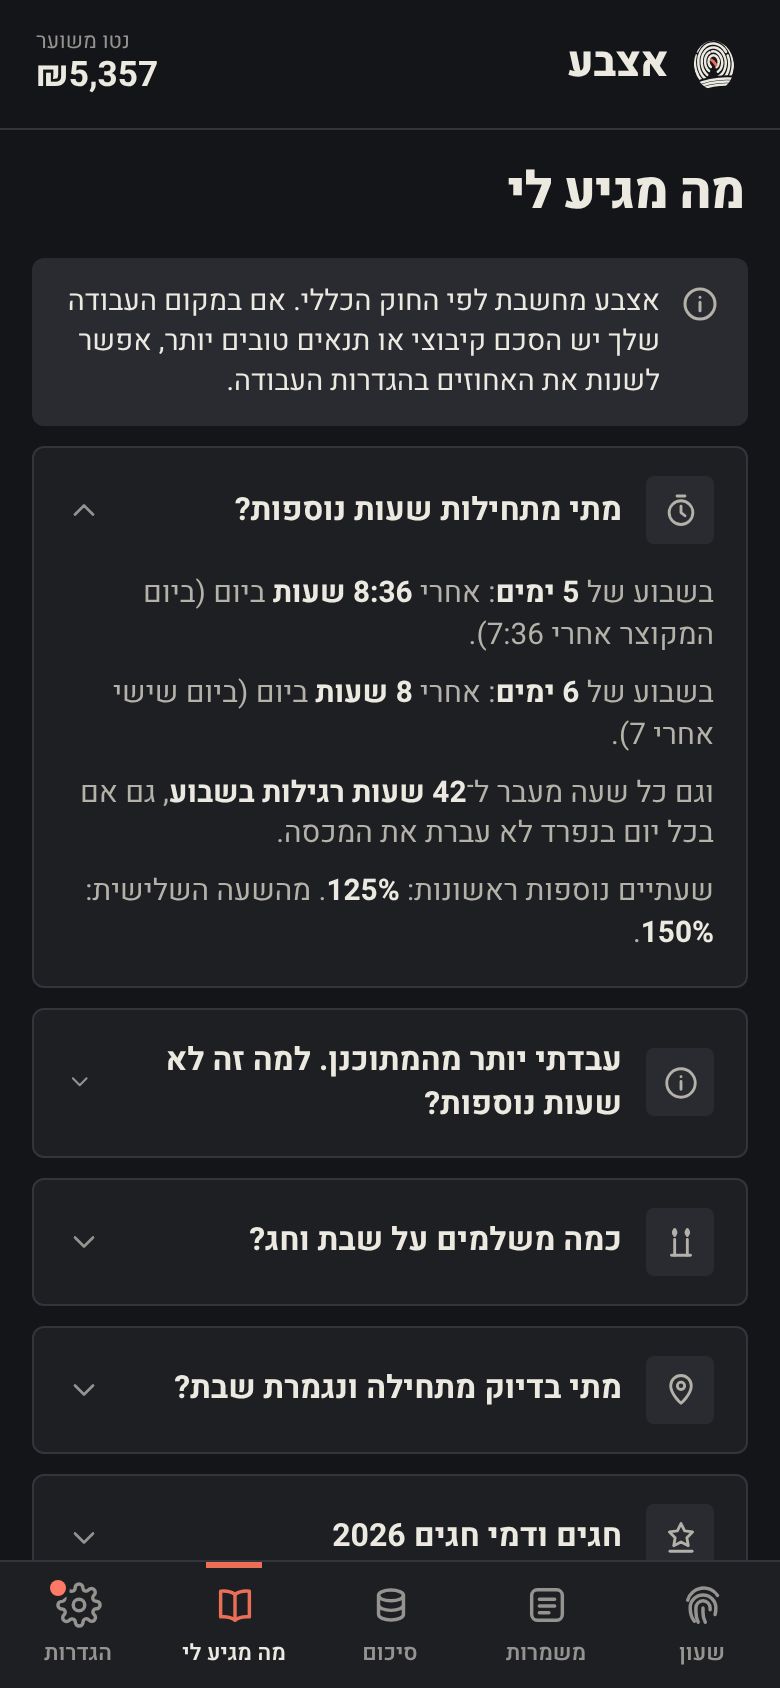 אצבע
נטו משוער
₪5,357
מה מגיע לי
אצבע מחשבת לפי החוק הכללי. אם במקום העבודה
שלך יש הסכם קיבוצי או תנאים טובים יותר, אפשר
לשנות את האחוזים בהגדרות העבודה.
מתי מתחילות שעות נוספות?
בשבוע של 5 ימים: אחרי 8:36 שעות ביום (ביום
המקוצר אחרי 7:36).
בשבוע של 6 ימים: אחרי 8 שעות ביום (ביום שישי
אחרי 7).
וגם כל שעה מעבר ל־42 שעות רגילות בשבוע, גם אם
בכל יום בנפרד לא עברת את המכסה.
שעתיים נוספות ראשונות: 125%. מהשעה השלישית:
150%.
עבדתי יותר מהמתוכנן. למה זה לא
שעות נוספות?
כמה משלמים על שבת וחג?
מתי בדיוק מתחילה ונגמרת שבת?
חגים ודמי חגים 2026
שעון
משמרות
סיכום
מה מגיע לי
הגדרות